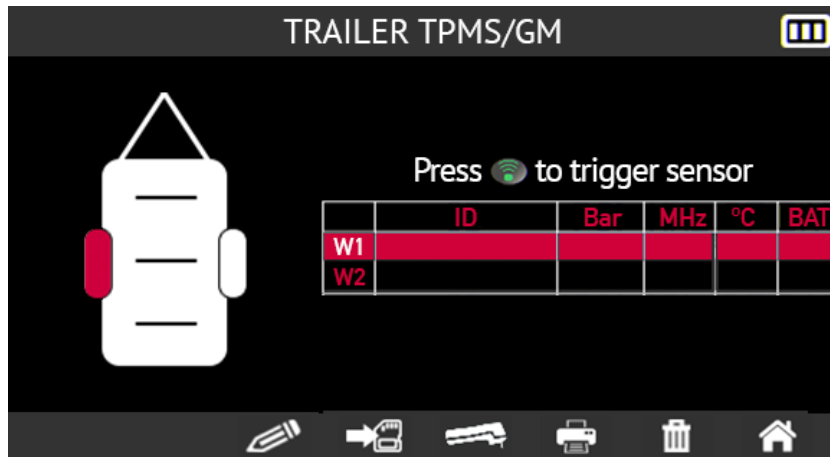 TRAILER TPMS/GM
Press to trigger sensor
ID Bar MHz °C BAT
W1
W2